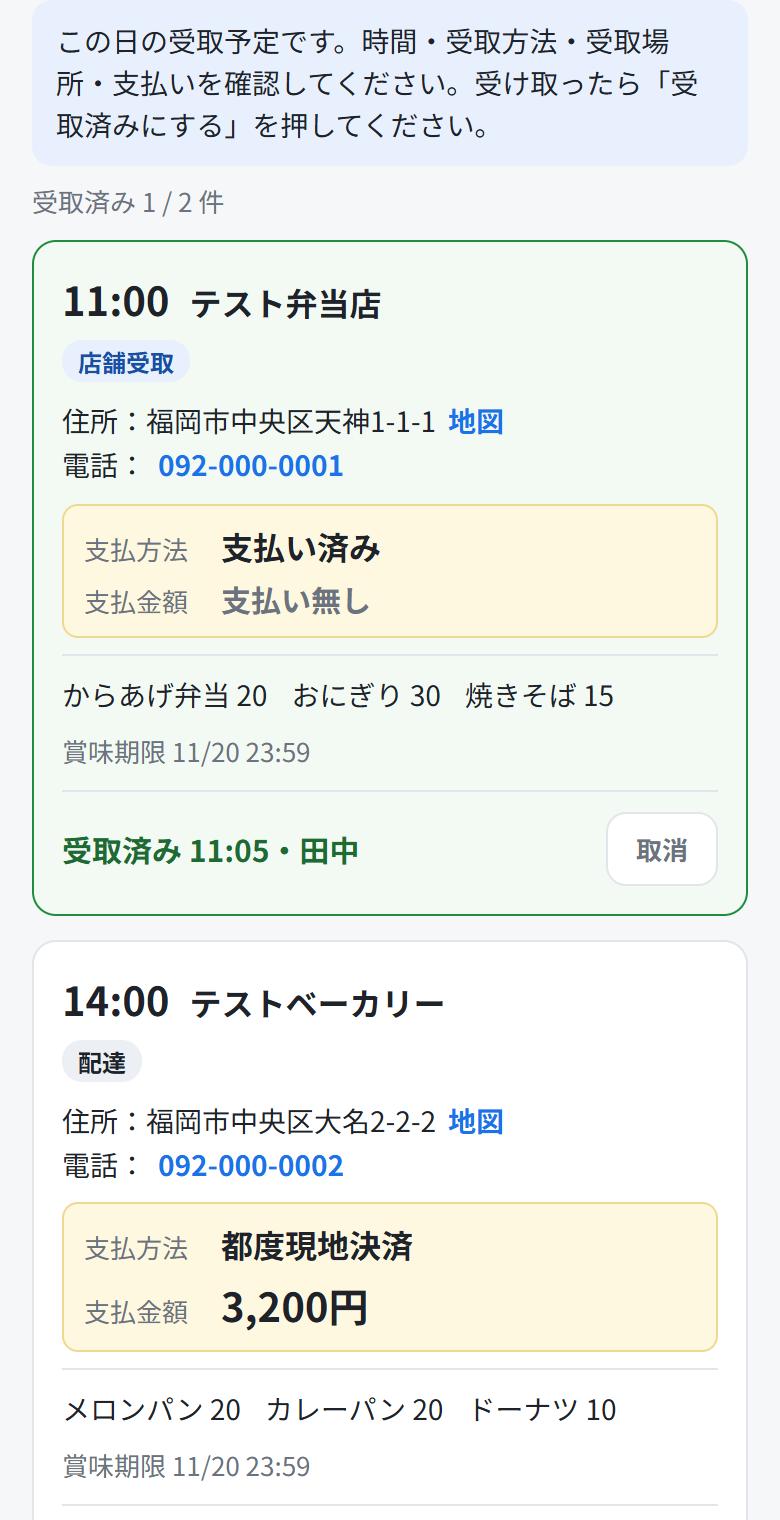 この日の受取予定です。時間・受取方法・受取場
所・支払いを確認してください。受け取ったら「受
取済みにする」を押してください。
受取済み 1 / 2 件
11:00 テスト弁当店
店舗受取
住所：福岡市中央区天神1-1-1 地図
電話： 092-000-0001
支払方法 支払い済み
支払金額 支払い無し
からあげ弁当 20 おにぎり 30 焼きそば 15
賞味期限 11/20 23:59
受取済み 11:05・田中 取消
14:00 テストベーカリー
配達
住所：福岡市中央区大名2-2-2 地図
電話： 092-000-0002
支払方法 都度現地決済
支払金額 3,200円
メロンパン 20 カレーパン 20 ドーナツ 10
賞味期限 11/20 23:59